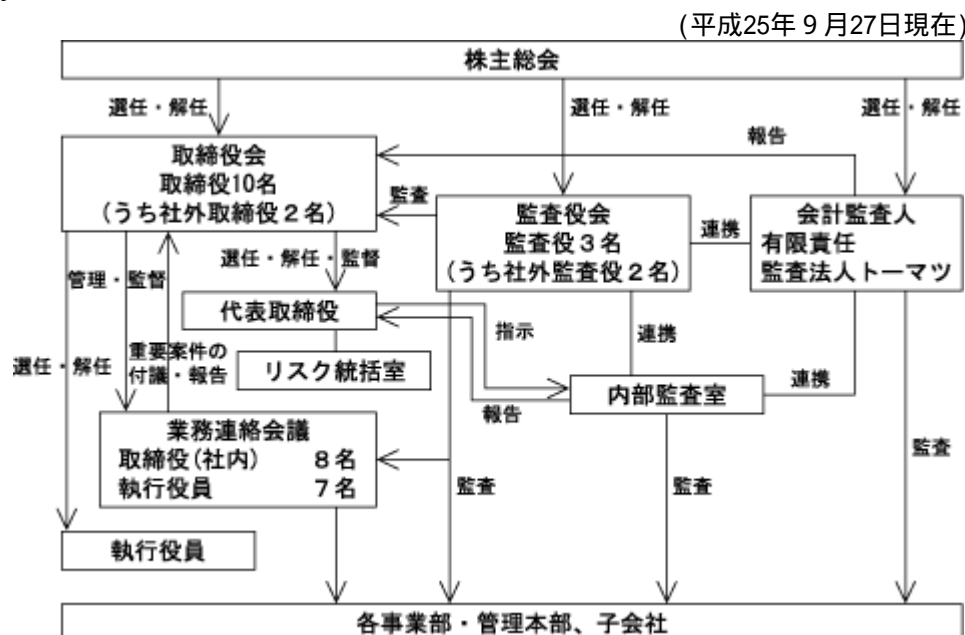 (平成25年9月27日現在)
株主総会
選任・解任
選任・解任
選任・解任
報告
取締役会
取締役10名
(うち社外取締役2名)
監査
監査役会
監査役3名
(うち社外監査役2名)
連携
会計監査人
有限責任
監査法人トーマツ
管理・監督
選任・解任・監督
代表取締役
指示
連携
選任・解任
重要案件の
付議・報告
リスク統括室
報告
内部監査室
連携
業務連絡会議
取締役(社内) 8名
執行役員 7名
監査
監査
監査
執行役員
各事業部・管理本部、子会社